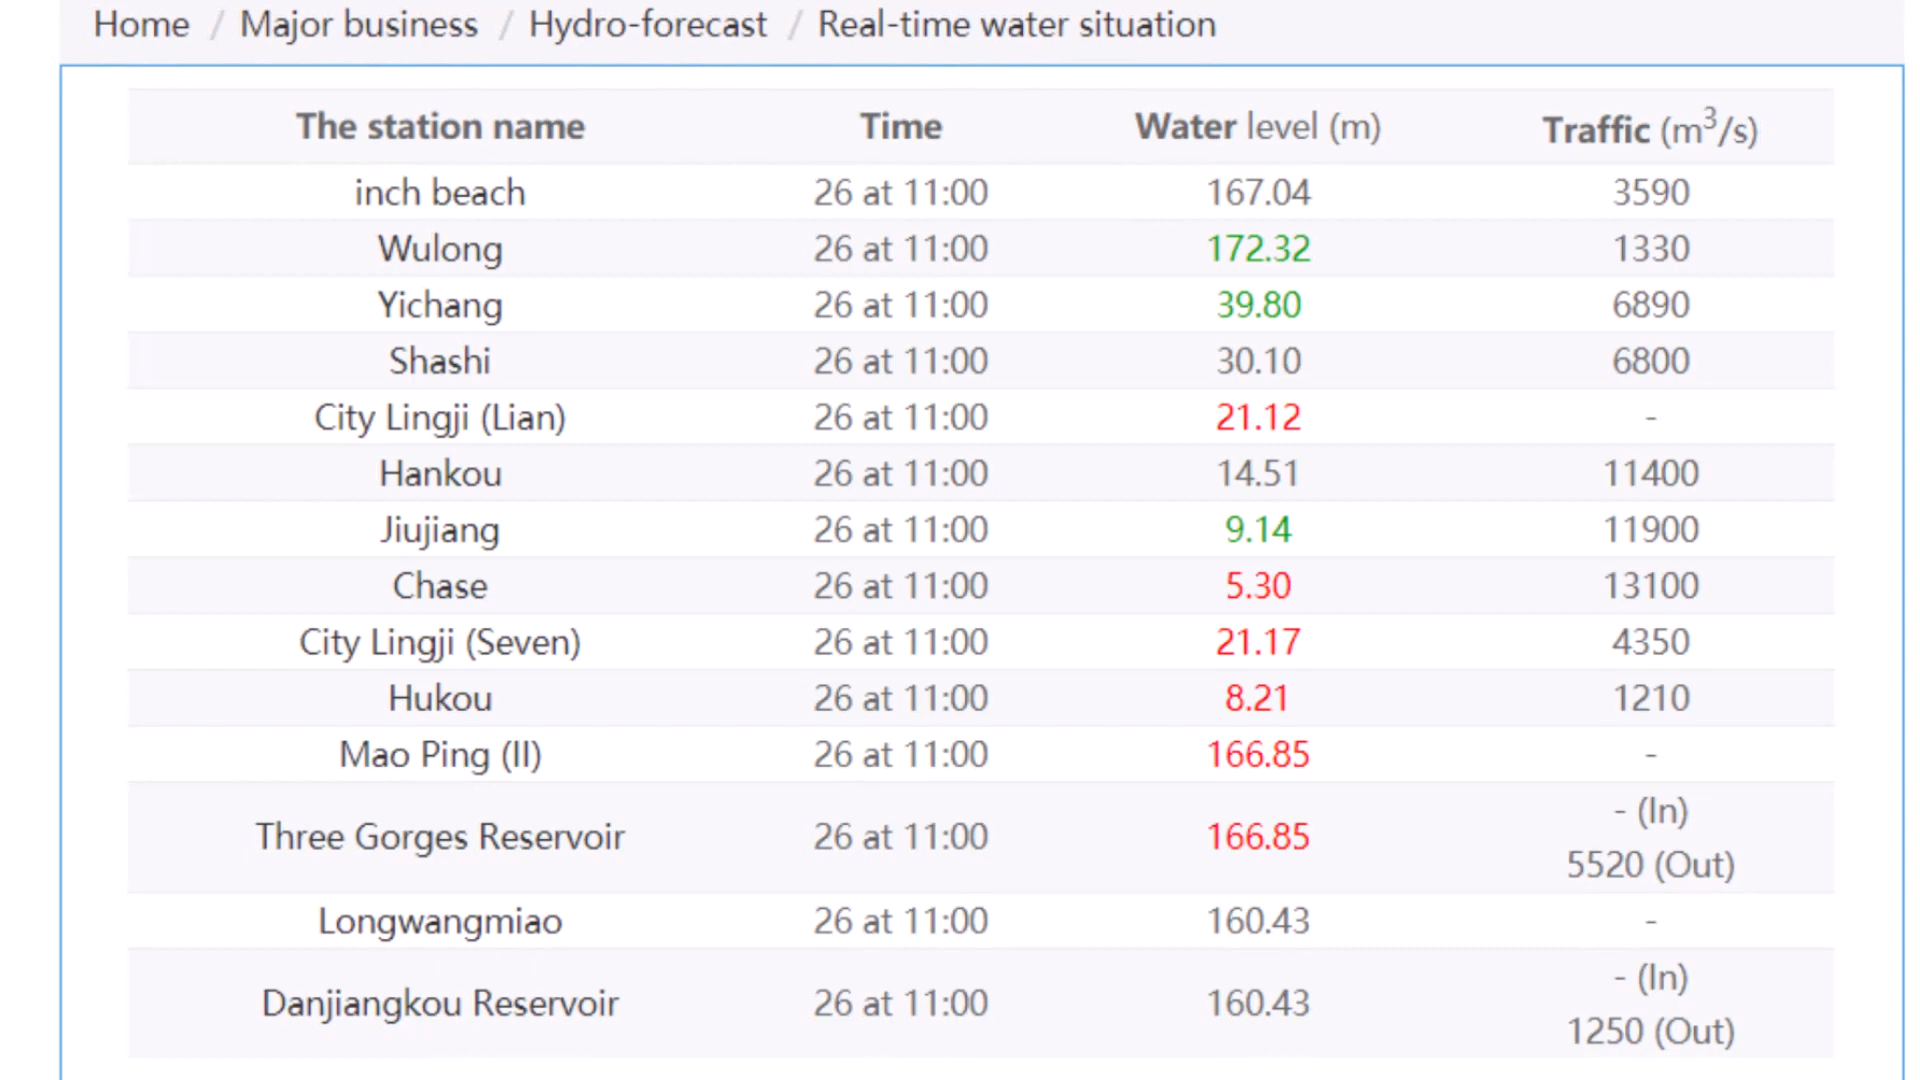 Home / Major business / Hydro-forecast / Real-time water situation
The station name Time Water level (m) Traffic (m³/s)
inch beach 26 at 11:00 167.04 3590
Wulong 26 at 11:00 172.32 1330
Yichang 26 at 11:00 39.80 6890
Shashi 26 at 11:00 30.10 6800
City Lingji (Lian) 26 at 11:00 21.12 -
Hankou 26 at 11:00 14.51 11400
Jiujiang 26 at 11:00 9.14 11900
Chase 26 at 11:00 5.30 13100
City Lingji (Seven) 26 at 11:00 21.17 4350
Hukou 26 at 11:00 8.21 1210
Mao Ping (II) 26 at 11:00 166.85 -
Three Gorges Reservoir 26 at 11:00 166.85 - (In)
5520 (Out)
Longwangmiao 26 at 11:00 160.43 -
Danjiangkou Reservoir 26 at 11:00 160.43 - (In)
1250 (Out)